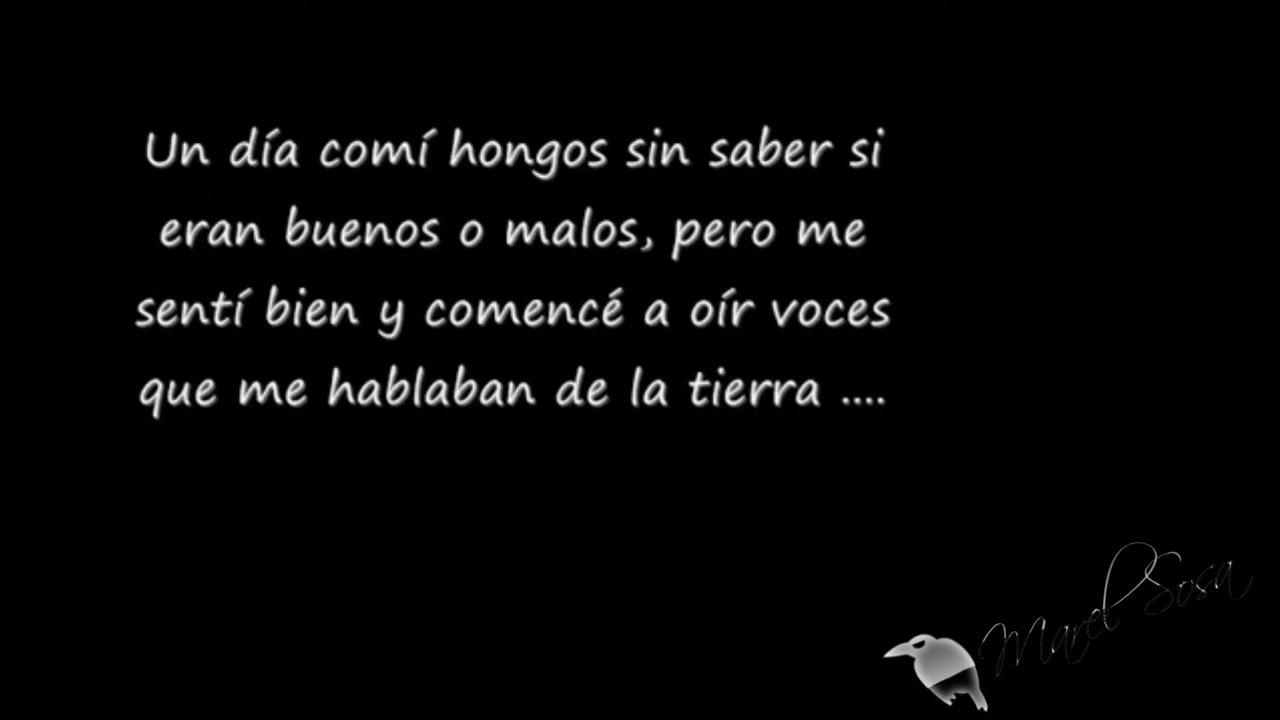 Un día comí hongos sin saber si
eran buenos o malos, pero me
sentí bien y comencé a oír voces
que me hablaban de la tierra ....
Sosa